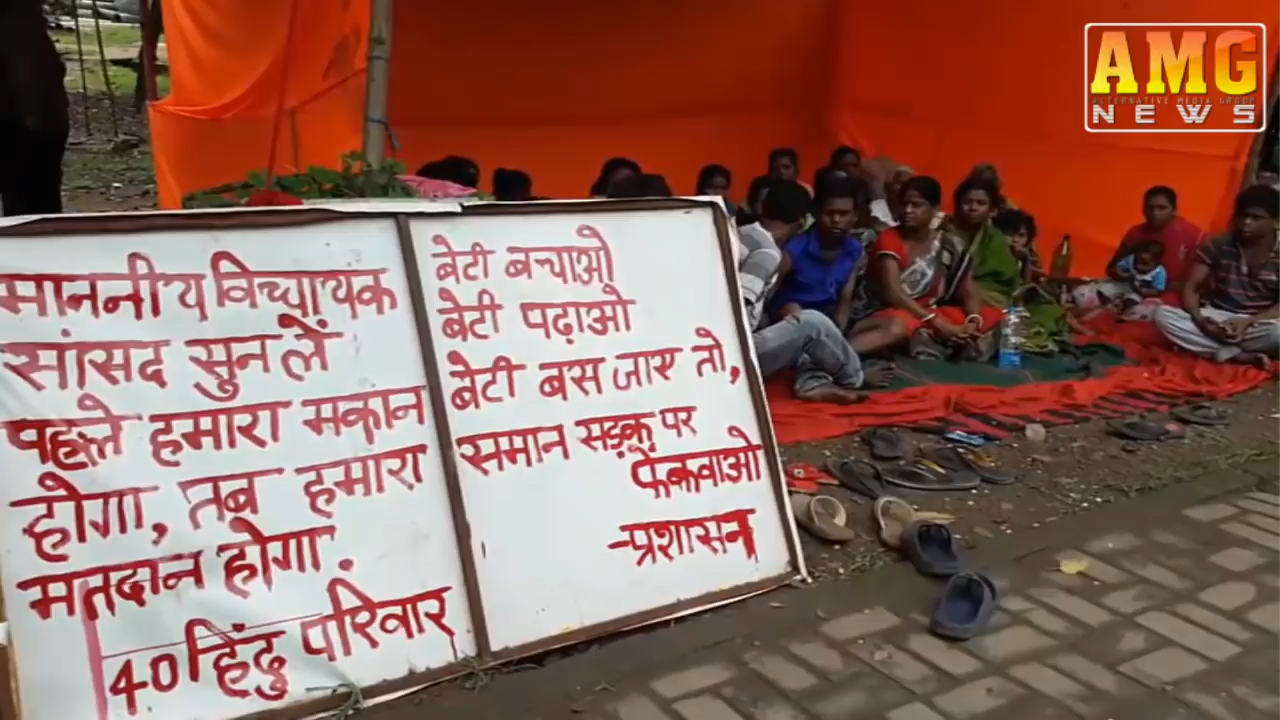 माननीय विधायक
सांसद सुन लें
पहले हमारा मकान
होगा, तब हमारा
मतदान होगा.
40 हिंदु परिवार
बेटी बचाओ
बेटी पढ़ाओ
बेटी बस जाए तो,
समान सड़क पर
फेंकवाओ
-प्रशासन
AMG
ALTERNATIVE MEDIA GROUP
NEWS